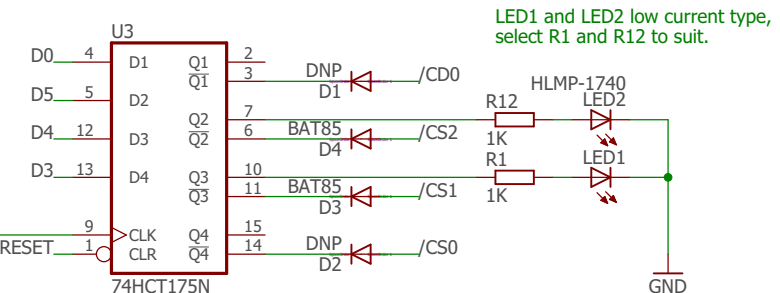 LED1 and LED2 low current type,
select R1 and R12 to suit.
U3
D0 4 D1 Q1 2
Q1 3 DNP /CD0
D1
D5 5 D2
HLMP-1740
Q2 7 R12 LED2
1K
D4 12 D3 Q2 6 BAT85 /CS2
D4
D3 13 D4 Q3 10 R1 LED1
1K
Q3 11 BAT85 /CS1
D3
9 CLK Q4 15
RESET 1 CLR Q4 14 DNP /CS0
D2
74HCT175N
GND